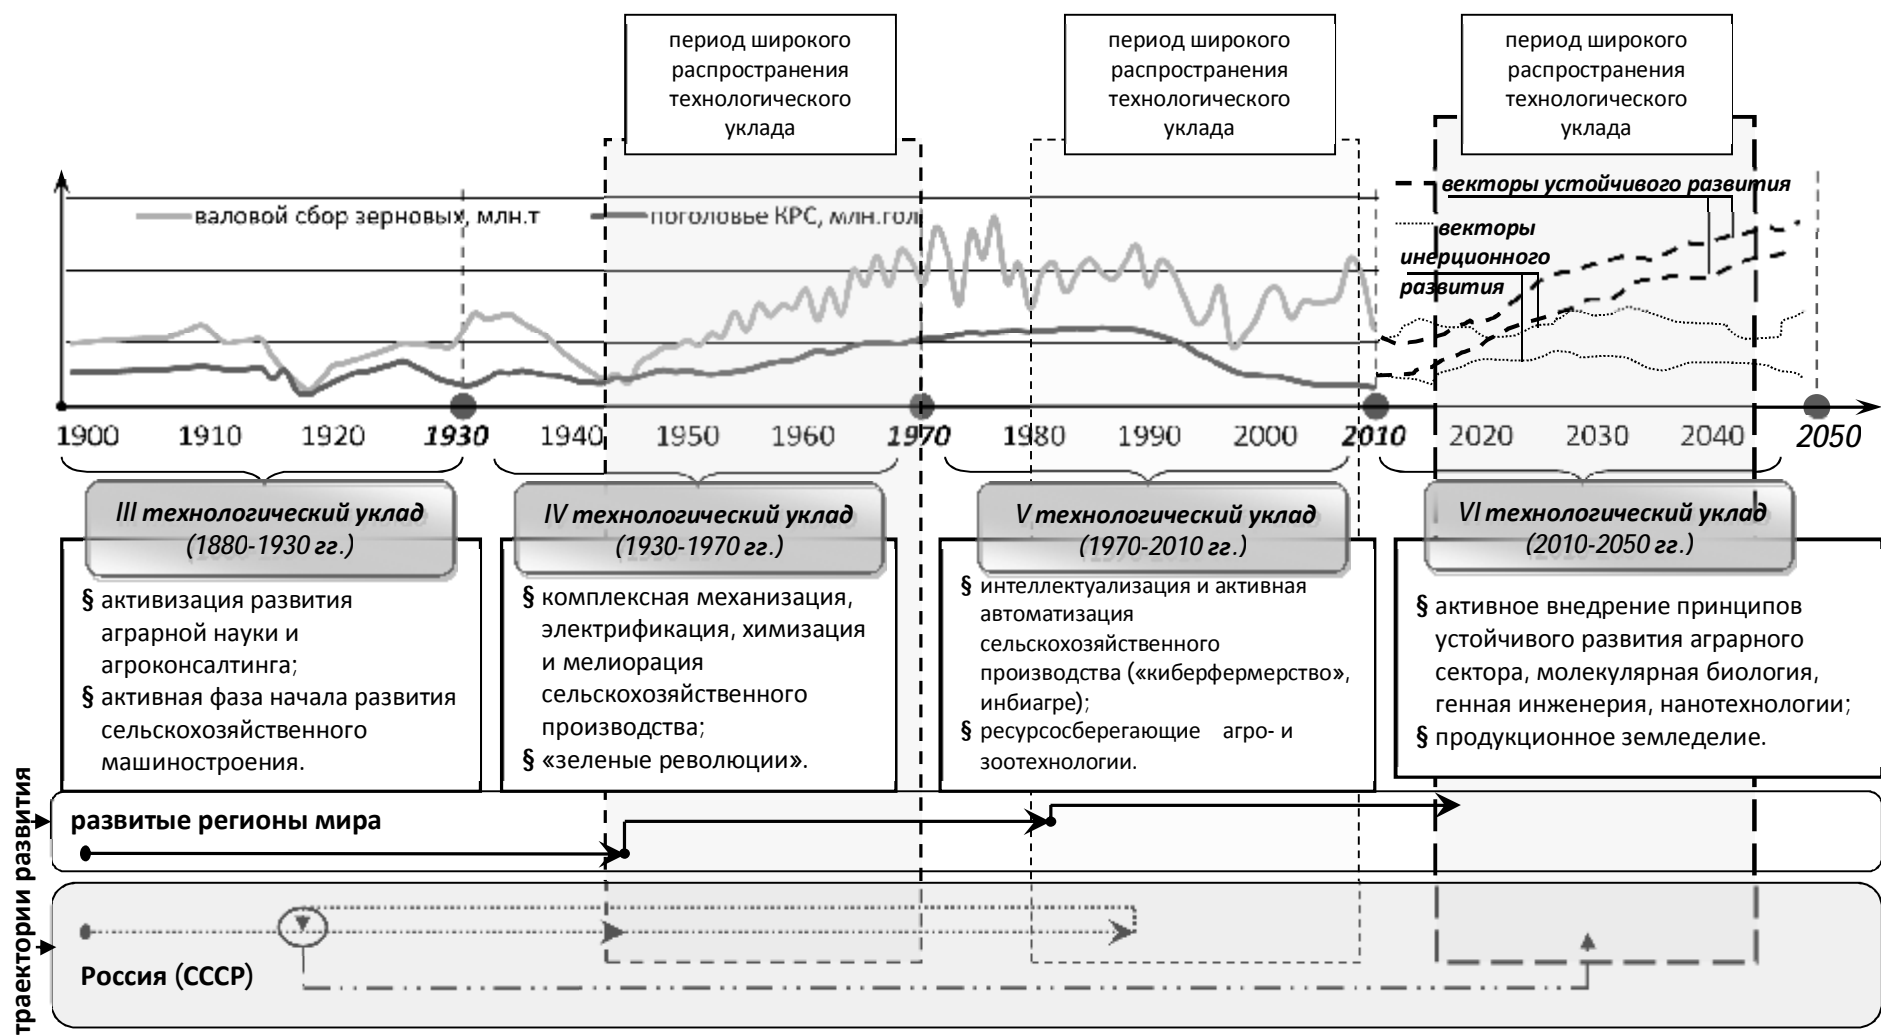 период широкого
распространения
технологического
уклада
период широкого
распространения
технологического
уклада
период широкого
распространения
технологического
уклада
валовой сбор зерновых, млн.т
поголовье КРС, млн.гол
векторы устойчивого развития
векторы
инерционного
развития
1900 1910 1920 1930 1940 1950 1960 1970 1980 1990 2000 2010 2020 2030 2040 2050
III технологический уклад
(1880-1930 гг.)
§ активизация развития
аграрной науки и
агроконсалтинга;
§ активная фаза начала развития
сельскохозяйственного
машиностроения.
IV технологический уклад
(1930-1970 гг.)
§ комплексная механизация,
электрификация, химизация
и мелиорация
сельскохозяйственного
производства;
§ «зеленые революции».
V технологический уклад
(1970-2010 гг.)
§ интеллектуализация и активная
автоматизация
сельскохозяйственного
производства («киберфермерство»,
инбиагре);
§ ресурсосберегающие агро- и
зоотехнологии.
VI технологический уклад
(2010-2050 гг.)
§ активное внедрение принципов
устойчивого развития аграрного
сектора, молекулярная биология,
генная инженерия, нанотехнологии;
§ продукционное земледелие.
траектории развития
развитые регионы мира
Россия (СССР)